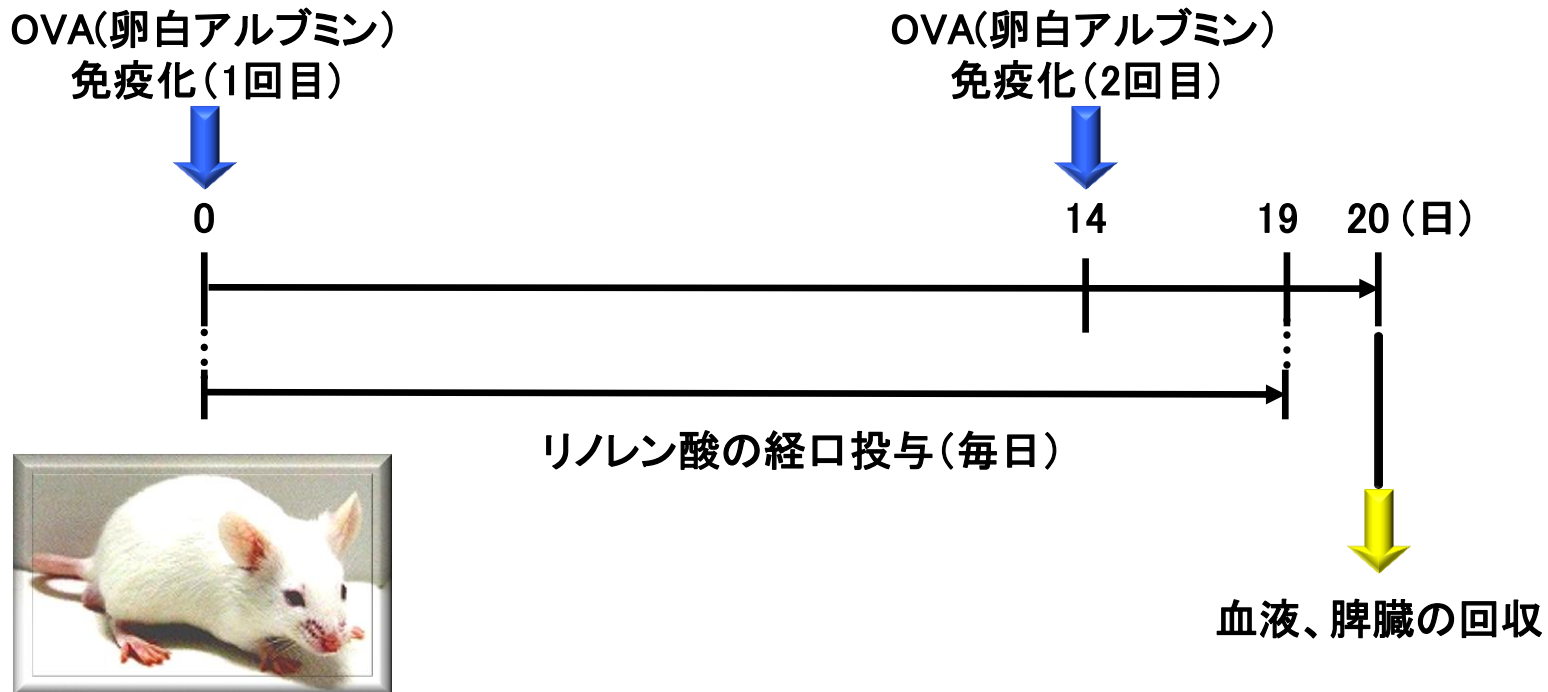 OVA(卵白アルブミン)
免疫化(1回目)
OVA(卵白アルブミン)
免疫化(2回目)
0
14
19
20(日)
リノレン酸の経口投与(毎日)
血液、脾臓の回収